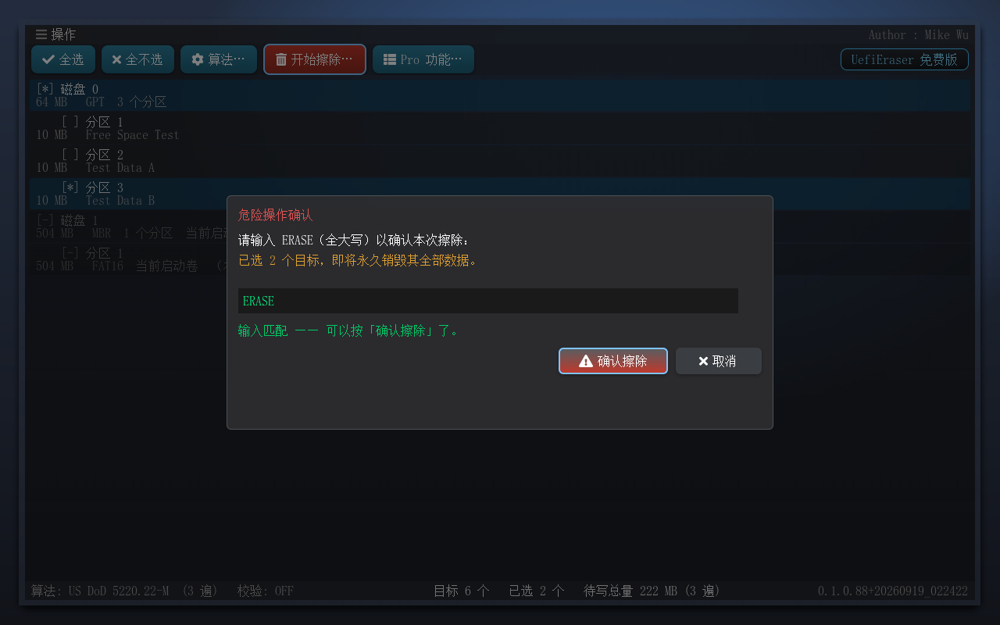 操作
Author : Mike Wu
全选 全不选 算法… 开始擦除… Pro 功能… UefiEraser 免费版
[*] 磁盘 0
64 MB GPT 3 个分区
[ ] 分区 1
10 MB Free Space Test
[ ] 分区 2
10 MB Test Data A
[*] 分区 3
10 MB Test Data B
[-] 磁盘 1
504 MB MBR 1 个分区 当前启
[-] 分区 1
504 MB FAT16 当前启动卷
危险操作确认
请输入 ERASE（全大写）以确认本次擦除：
已选 2 个目标，即将永久销毁其全部数据。
ERASE
输入匹配 —— 可以按「确认擦除」了。
确认擦除 取消
算法: US DoD 5220.22-M （3 遍） 校验: OFF 目标 6 个 已选 2 个 待写总量 222 MB（3 遍） 0.1.0.88+20260919_022422